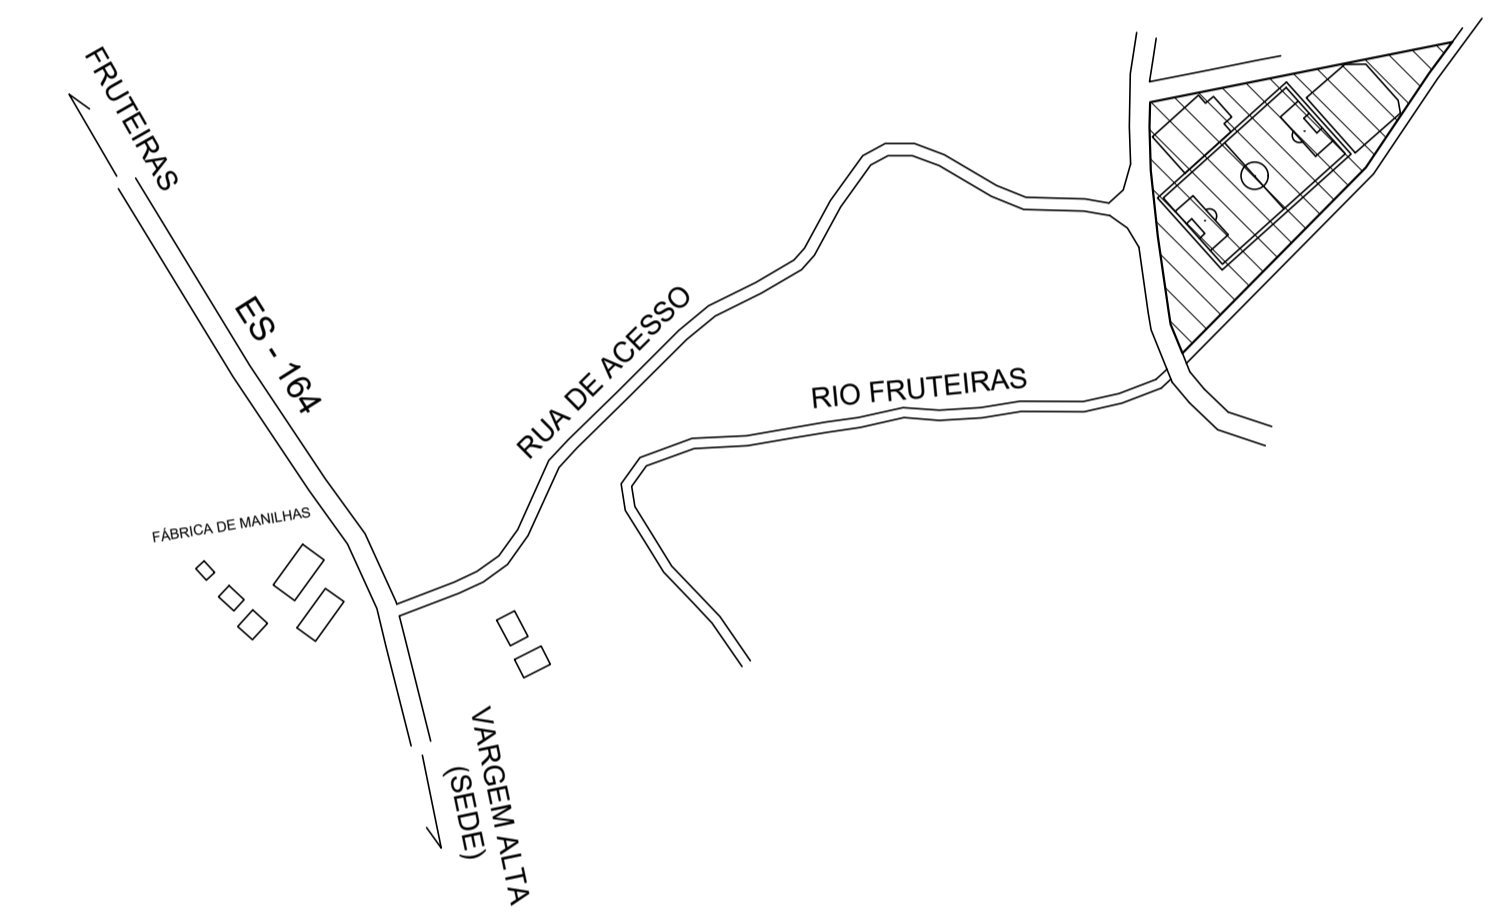 FRUTEIRAS
ES - 164
RUA DE ACESSO
RIO FRUTEIRAS
FÁBRICA DE MANILHAS
VARGEM ALTA
(SEDE)